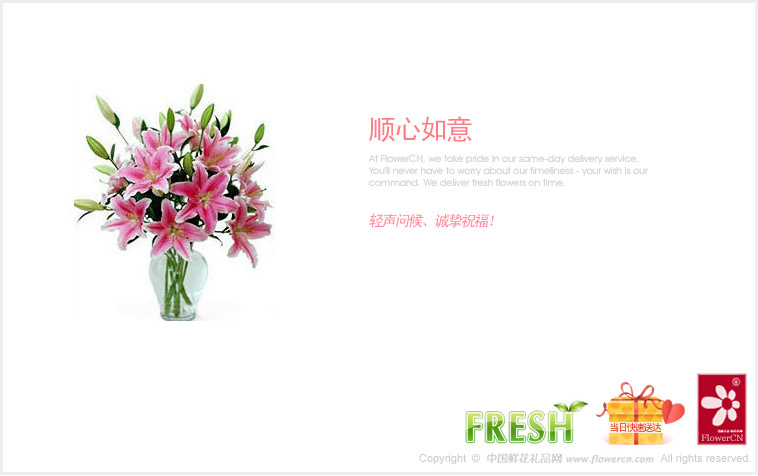 顺心如意
At FlowerCN, we take pride in our same-day delivery service.
You'll never have to worry about our timeliness - your wish is our
command. We deliver fresh flowers on time.
轻声问候、诚挚祝福!
FRESH
当日快速送达
FlowerCN
Copyright © 中国鲜花礼品网 www.flowercn.com All rights reserved.